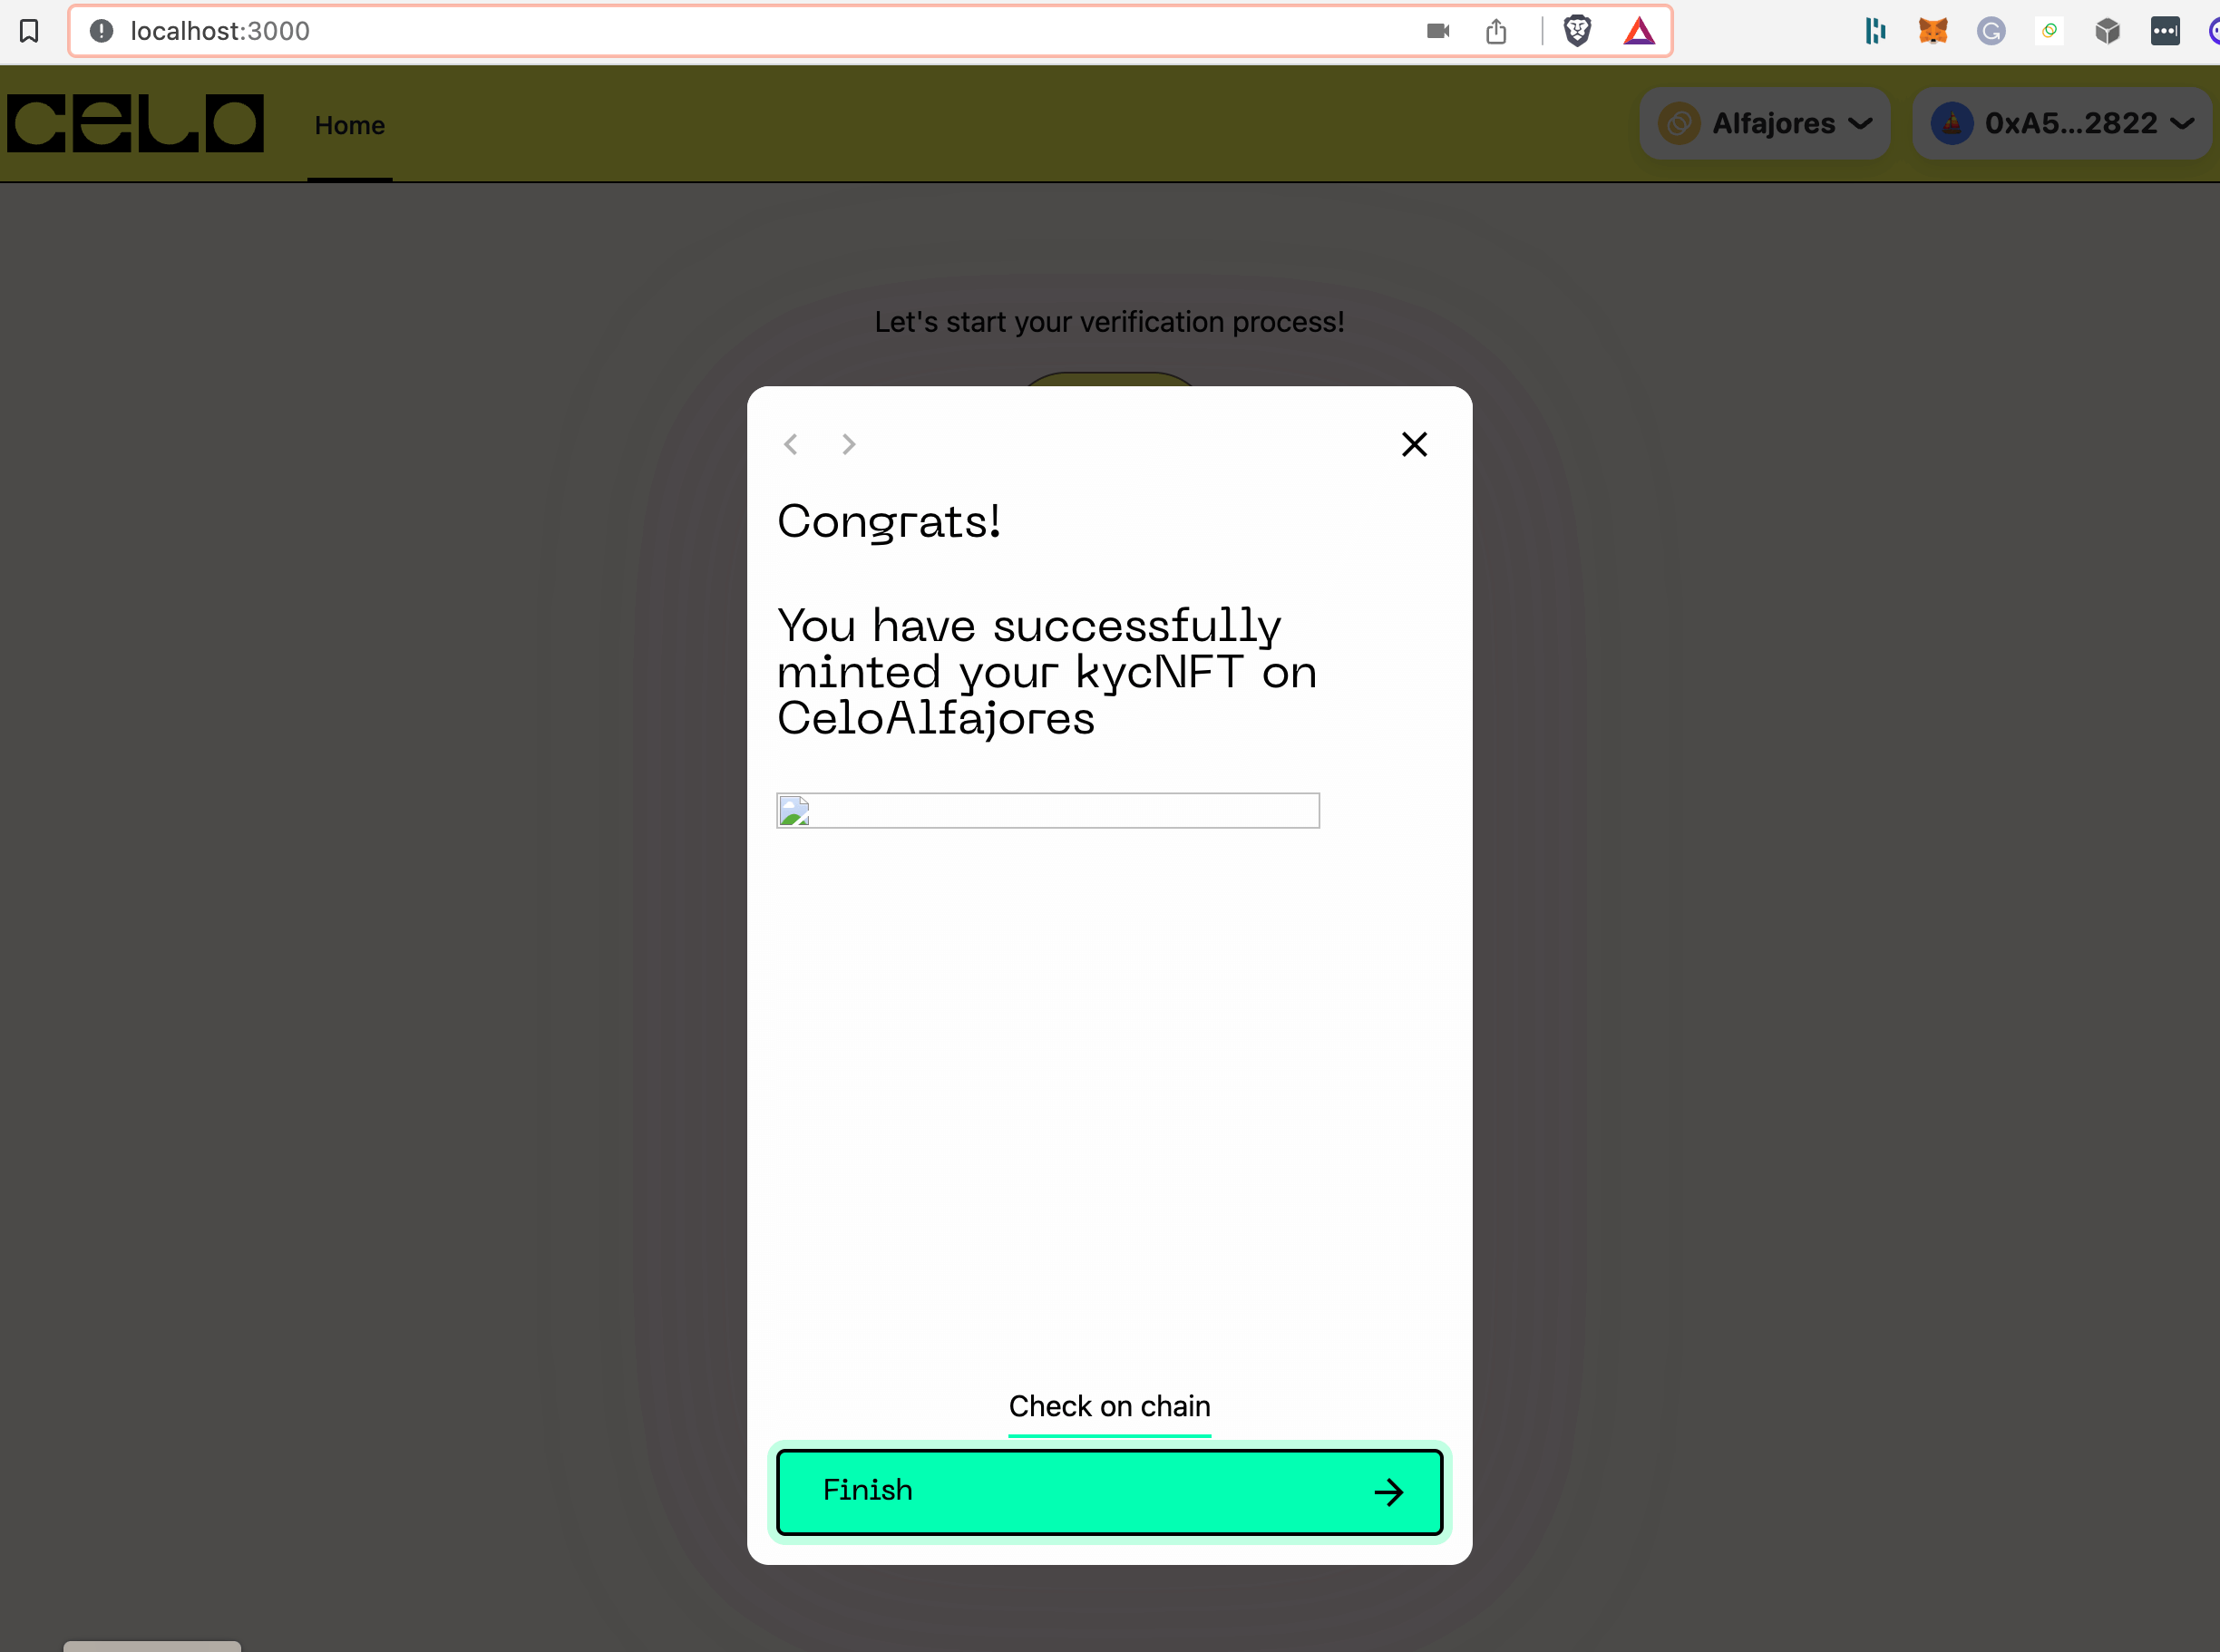 localhost:3000
CELO
Home
Alfajores
0xA5...2822
Let's start your verification process!
Congrats!
You have successfully
minted your kycNFT on
CeloAlfajores
Check on chain
Finish